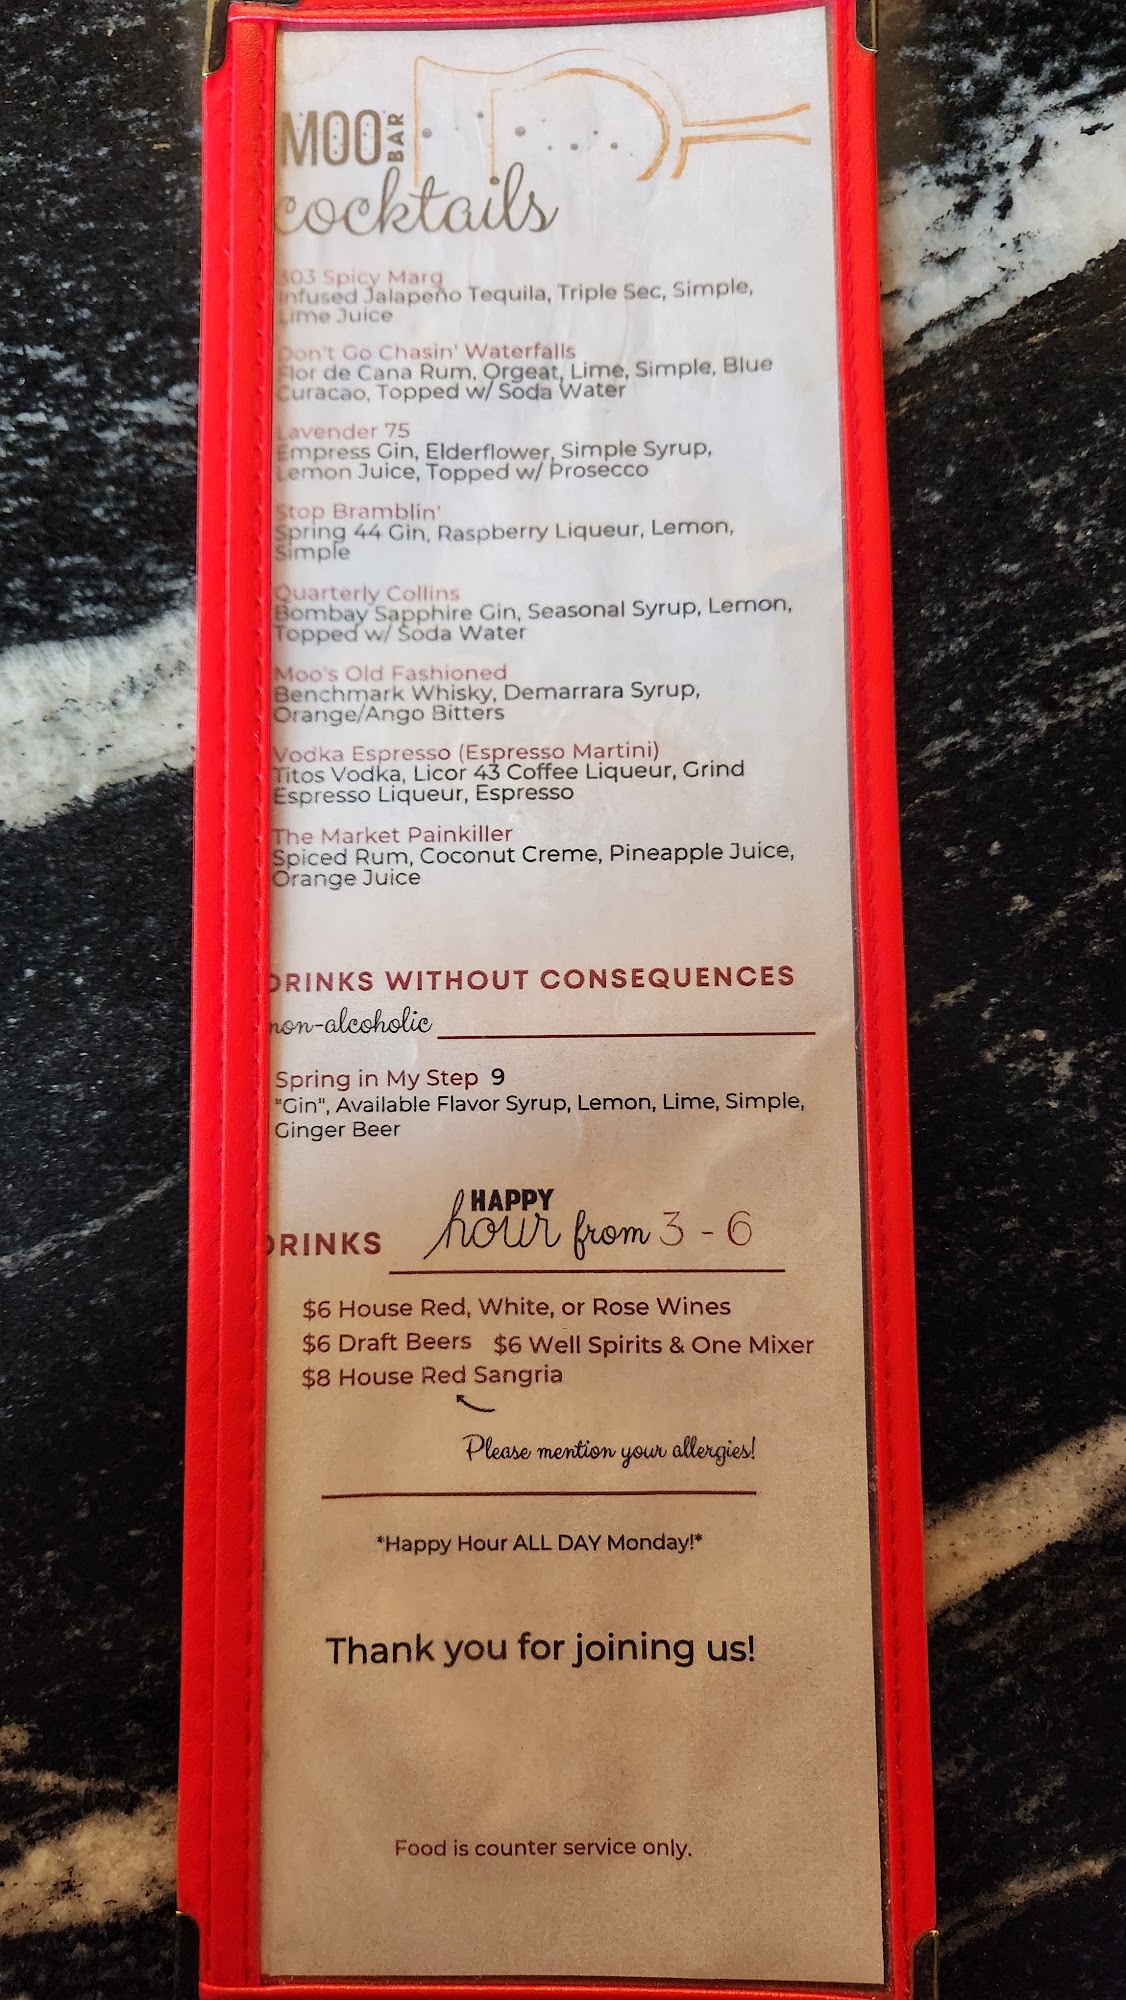 MOO BAR
cocktails
303 Spicy Marg
Infused Jalapeño Tequila, Triple Sec, Simple,
Lime Juice
Don't Go Chasin' Waterfalls
Flor de Cana Rum, Orgeat, Lime, Simple, Blue
Curacao, Topped w/ Soda Water
Lavender 75
Empress Gin, Elderflower, Simple Syrup,
Lemon Juice, Topped w/ Prosecco
Stop Bramblin'
Spring 44 Gin, Raspberry Liqueur, Lemon,
Simple
Quarterly Collins
Bombay Sapphire Gin, Seasonal Syrup, Lemon,
Topped w/ Soda Water
Moo's Old Fashioned
Benchmark Whisky, Demarrara Syrup,
Orange/Ango Bitters
Vodka Espresso (Espresso Martini)
Titos Vodka, Licor 43 Coffee Liqueur, Grind
Espresso Liqueur, Espresso
The Market Painkiller
Spiced Rum, Coconut Creme, Pineapple Juice,
Orange Juice
DRINKS WITHOUT CONSEQUENCES
non-alcoholic
Spring in My Step 9
"Gin", Available Flavor Syrup, Lemon, Lime, Simple,
Ginger Beer
DRINKS HAPPY hour from 3 - 6
$6 House Red, White, or Rose Wines
$6 Draft Beers $6 Well Spirits & One Mixer
$8 House Red Sangria
Please mention your allergies!
*Happy Hour ALL DAY Monday!*
Thank you for joining us!
Food is counter service only.